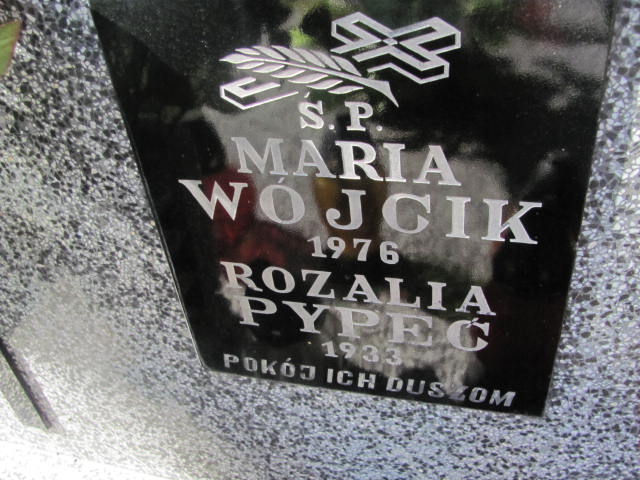 Ś.P.
MARIA
WÓJCIK
1976
ROZALIA
PYPEĆ
1933
POKÓJ ICH DUSZOM